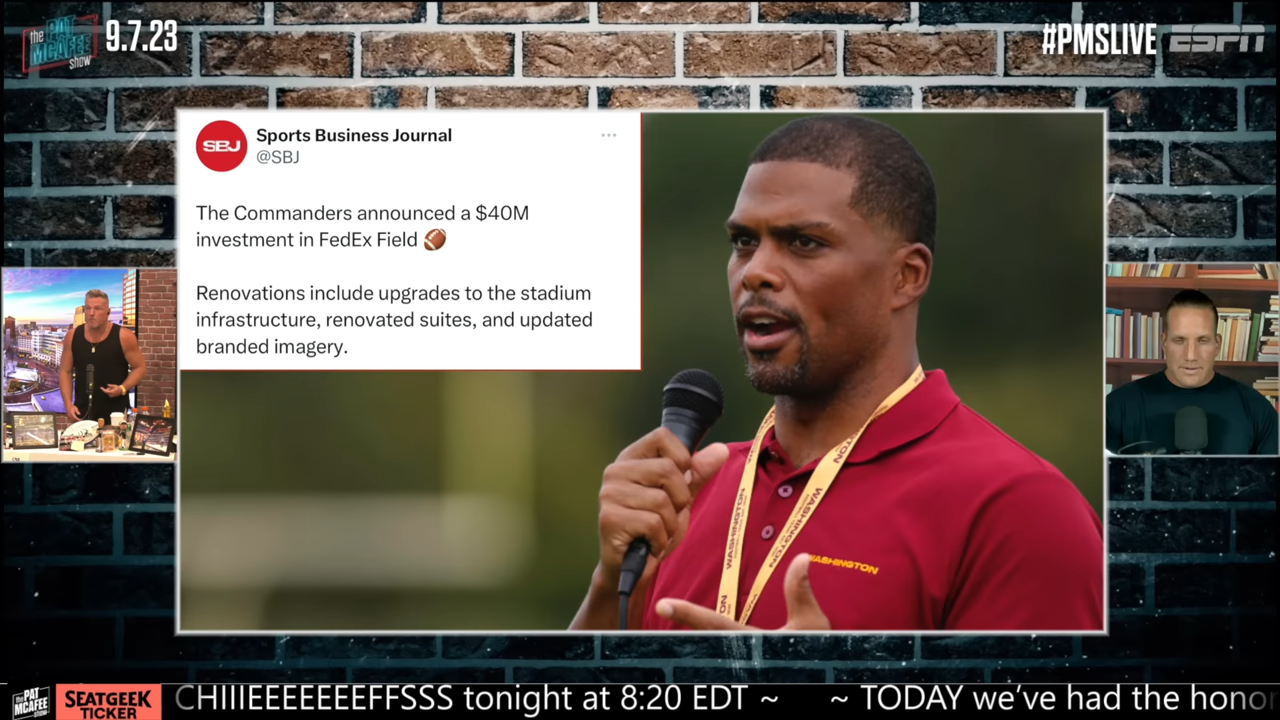 the PAT MCAFEE show
9.7.23
#PMSLIVE ESPN
SBJ
Sports Business Journal
@SBJ
The Commanders announced a $40M
investment in FedEx Field 🏈
Renovations include upgrades to the stadium
infrastructure, renovated suites, and updated
branded imagery.
WASHINGTON
WASHINGTON
WASHINGTON
the PAT MCAFEE show
SEATGEEK
TICKER
CHIIIEEEEEEEFFSSS tonight at 8:20 EDT ~ ~ TODAY we've had the honor